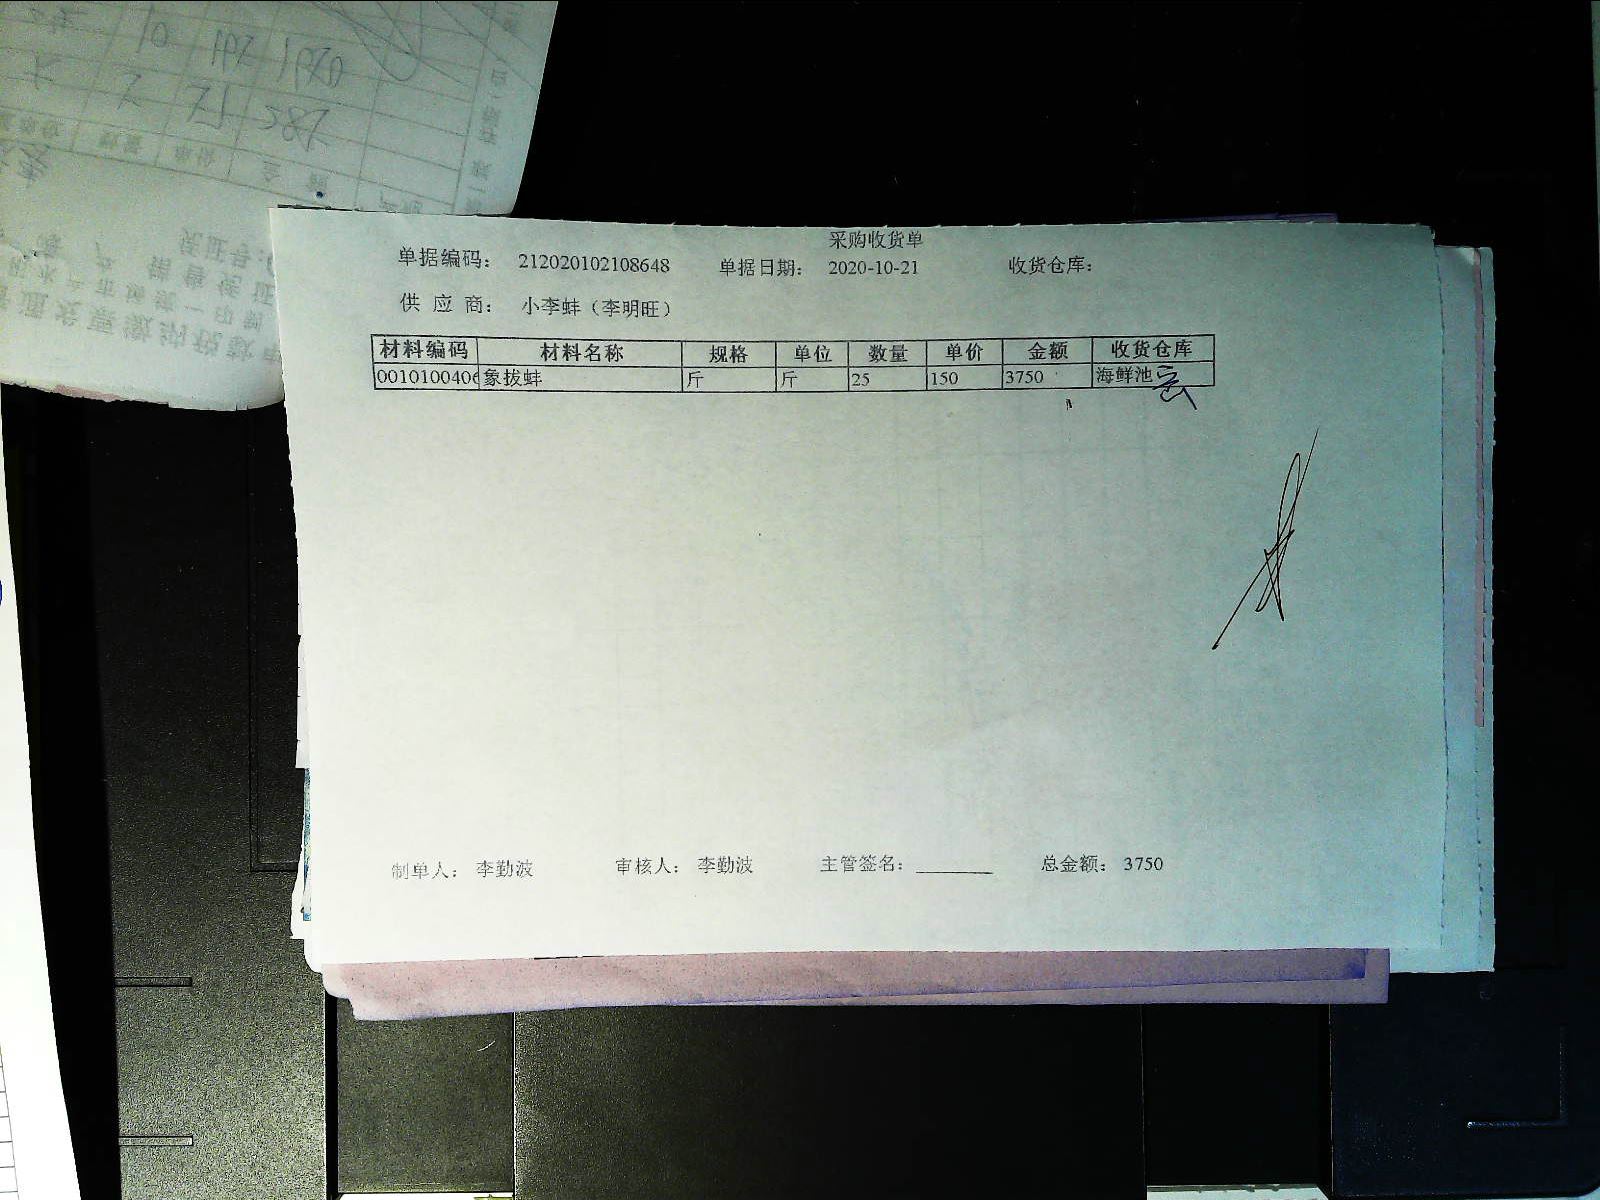 采购收货单
单据编码： 212020102108648 单据日期： 2020-10-21 收货仓库：
供 应 商： 小李蚌（李明旺）
材料编码 材料名称 规格 单位 数量 单价 金额 收货仓库
0010100406 象拔蚌 斤 斤 25 150 3750 海鲜池
制单人： 李勤波 审核人： 李勤波 主管签名： 总金额： 3750